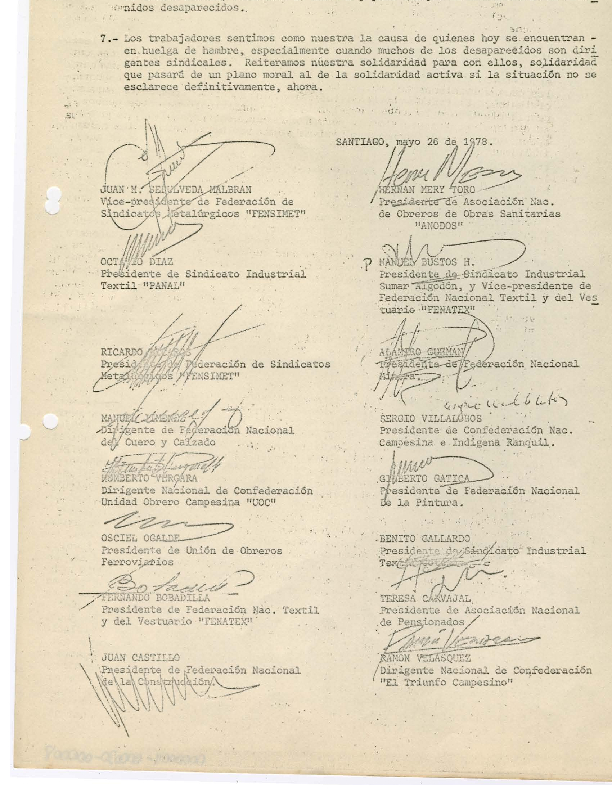 nidos desaparecidos.
7.- Los trabajadores sentimos como nuestra la causa de quienes hoy se encuentran -
en huelga de hambre, especialmente cuando muchos de los desaparecidos son diri
gentes sindicales. Reiteramos nuestra solidaridad para con ellos, solidaridad
que pasará de un plano moral al de la solidaridad activa si la situación no se
esclarece definitivamente, ahora.
SANTIAGO, mayo 26 de 1978.
JUAN M. SEPULVEDA MALBRAN
Vice-presidente de Federación de
Sindicatos Metalúrgicos "FENSIMET"
HERNAN MERY TORO
Presidente de Asociación Nac.
de Obreros de Obras Sanitarias
"ANODOS"
OCTAVIO DIAZ
Presidente de Sindicato Industrial
Textil "PANAL"
MANUEL BUSTOS H.
Presidente de Sindicato Industrial
Sumar Algodón, y Vice-presidente de
Federación Nacional Textil y del Ves
tuario "FENATEX"
RICARDO
Presidente Federación de Sindicatos
Metalúrgicos "FENSIMET"
ALAMIRO GUZMAN
Presidente de Federación Nacional
Minera.
MANUEL JIMENEZ
Dirigente de Federación Nacional
del Cuero y Calzado
SERGIO VILLALOBOS
Presidente de Confederación Nac.
Campesina e Indígena Ranquil.
HUMBERTO VERGARA
Dirigente Nacional de Confederación
Unidad Obrero Campesina "UOC"
GILBERTO GATICA
Presidente de Federación Nacional
De la Pintura.
OSCIEL OGALDE
Presidente de Unión de Obreros
Ferroviarios
BENITO GALLARDO
Presidente de Sindicato Industrial
FERNANDO BOBADILLA
Presidente de Federación Nac. Textil
y del Vestuario "FENATEX"
TERESA CARVAJAL
Presidente de Asociación Nacional
de Pensionados
JUAN CASTILLO
Presidente de Federación Nacional
de la Construcción
RAMON VELASQUEZ
Dirigente Nacional de Confederación
"El Triunfo Campesino"